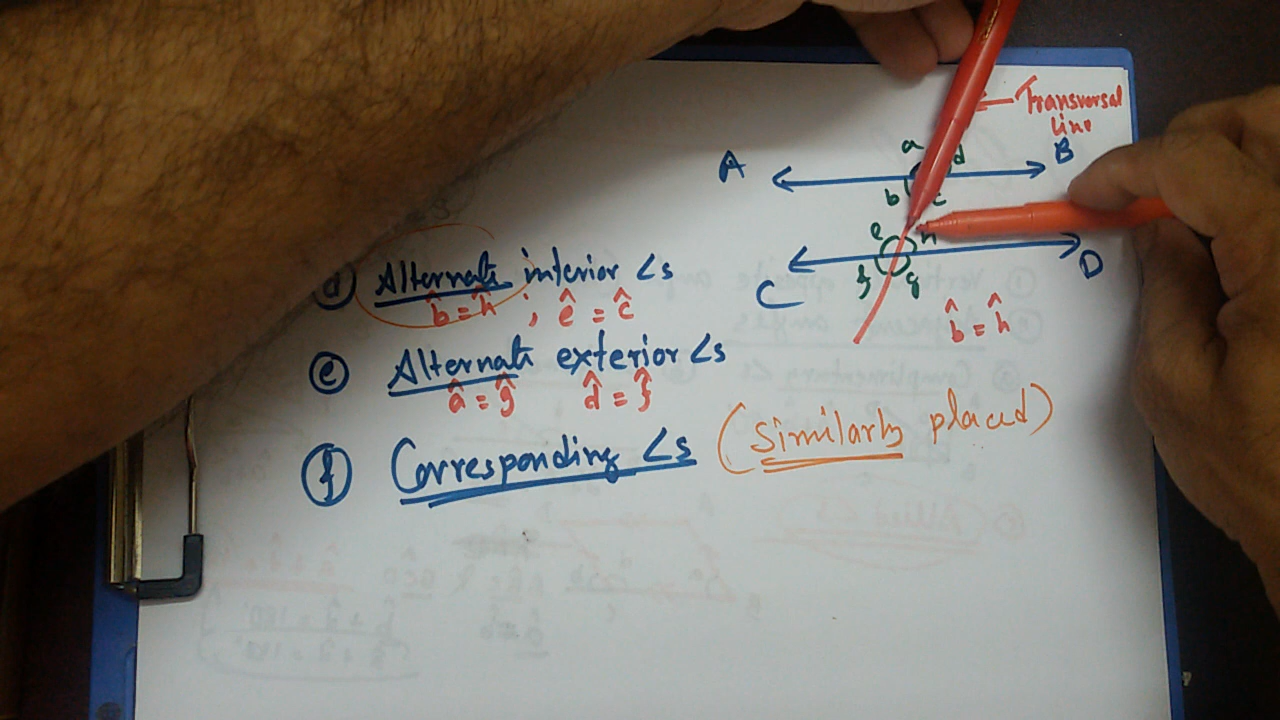 Transversal
line
a d B
A
b c
e h
D
f g
C
(d) Alternate interior ∠s
b̂ = ĥ ; ê = ĉ
b̂ = ĥ
(e) Alternate exterior ∠s
â = ĝ d̂ = f̂
(f) Corresponding ∠s (Similarly placed)